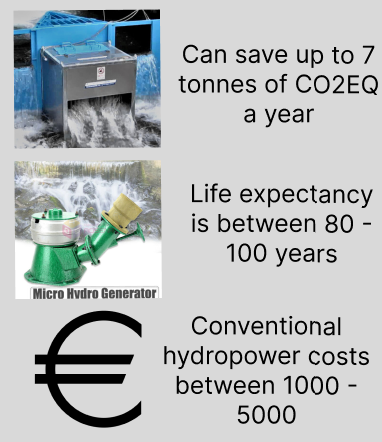 Can save up to 7
tonnes of CO2EQ
a year
Life expectancy
is between 80 -
100 years
Micro Hydro Generator
€
Conventional
hydropower costs
between 1000 -
5000